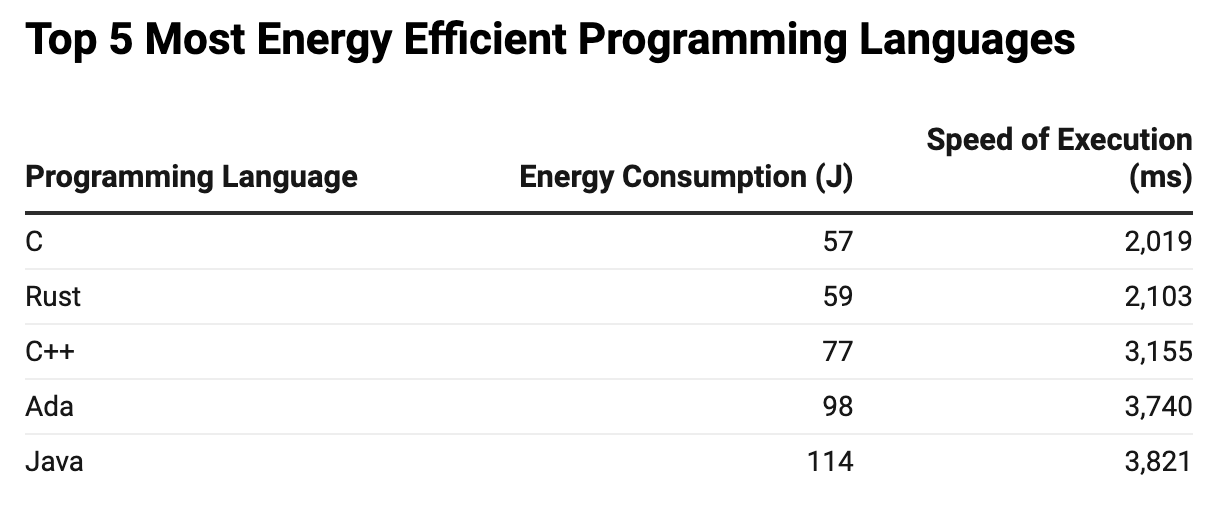 Top 5 Most Energy Efficient Programming Languages
Programming Language Energy Consumption (J) Speed of Execution (ms)
C 57 2,019
Rust 59 2,103
C++ 77 3,155
Ada 98 3,740
Java 114 3,821